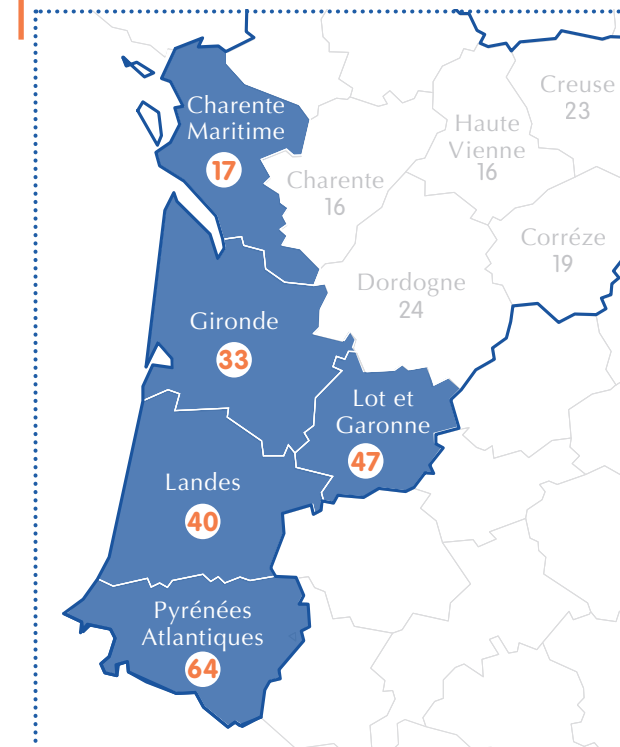 Charente
Maritime
17
Charente
16
Haute
Vienne
16
Creuse
23
Corréze
19
Dordogne
24
Gironde
33
Lot et
Garonne
47
Landes
40
Pyrénées
Atlantiques
64